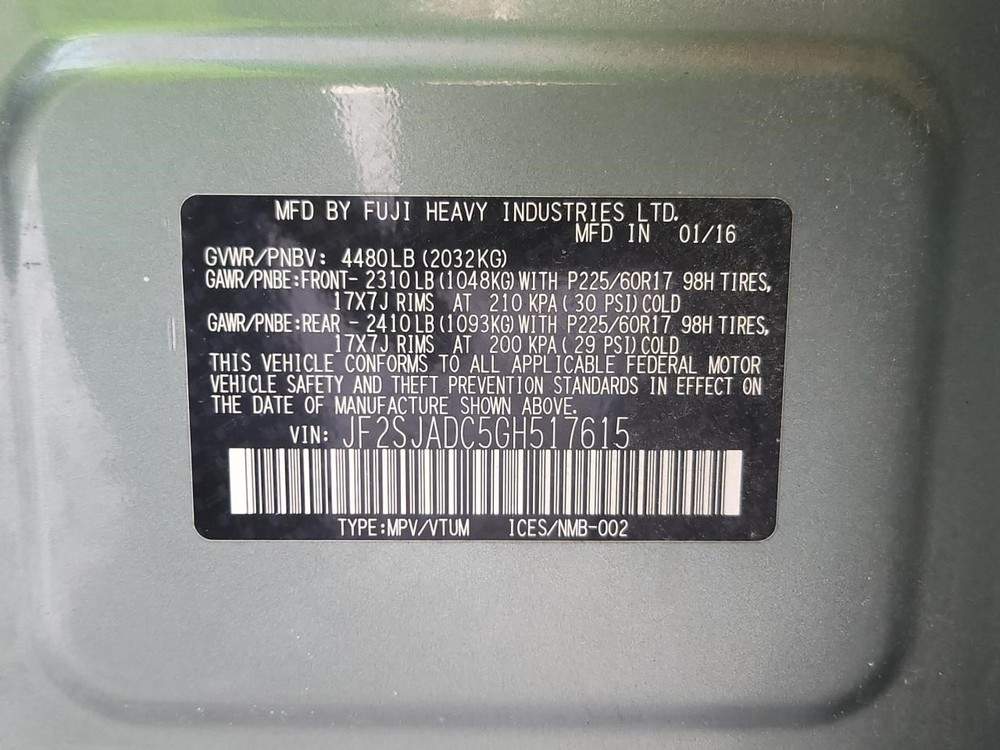 MFD BY FUJI HEAVY INDUSTRIES LTD.
MFD IN 01/16
GVWR/PNBV: 4480LB (2032KG)
GAWR/PNBE:FRONT- 2310LB(1048KG)WITH P225/60R17 98H TIRES,
17X7J RIMS AT 210 KPA( 30 PSI)COLD
GAWR/PNBE:REAR - 2410LB(1093KG)WITH P225/60R17 98H TIRES,
17X7J RIMS AT 200 KPA( 29 PSI)COLD
THIS VEHICLE CONFORMS TO ALL APPLICABLE FEDERAL MOTOR
VEHICLE SAFETY AND THEFT PREVENTION STANDARDS IN EFFECT ON
THE DATE OF MANUFACTURE SHOWN ABOVE.
VIN: JF2SJADC5GH517615
TYPE:MPV/VTUM ICES/NMB-002